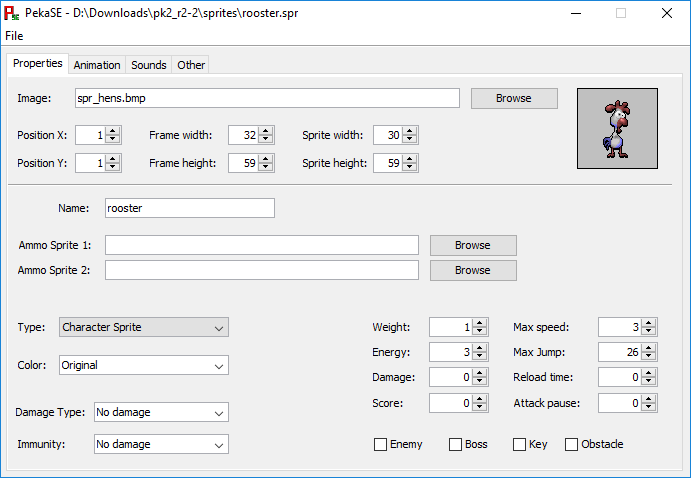 PekaSE - D:\Downloads\pk2_r2-2\sprites\rooster.spr
File
Properties Animation Sounds Other
Image: spr_hens.bmp Browse
Position X: 1 Frame width: 32 Sprite width: 30
Position Y: 1 Frame height: 59 Sprite height: 59
Name: rooster
Ammo Sprite 1: Browse
Ammo Sprite 2: Browse
Type: Character Sprite Weight: 1 Max speed: 3
Energy: 3 Max Jump: 26
Color: Original
Damage: 0 Reload time: 0
Damage Type: No damage Score: 0 Attack pause: 0
Immunity: No damage Enemy Boss Key Obstacle